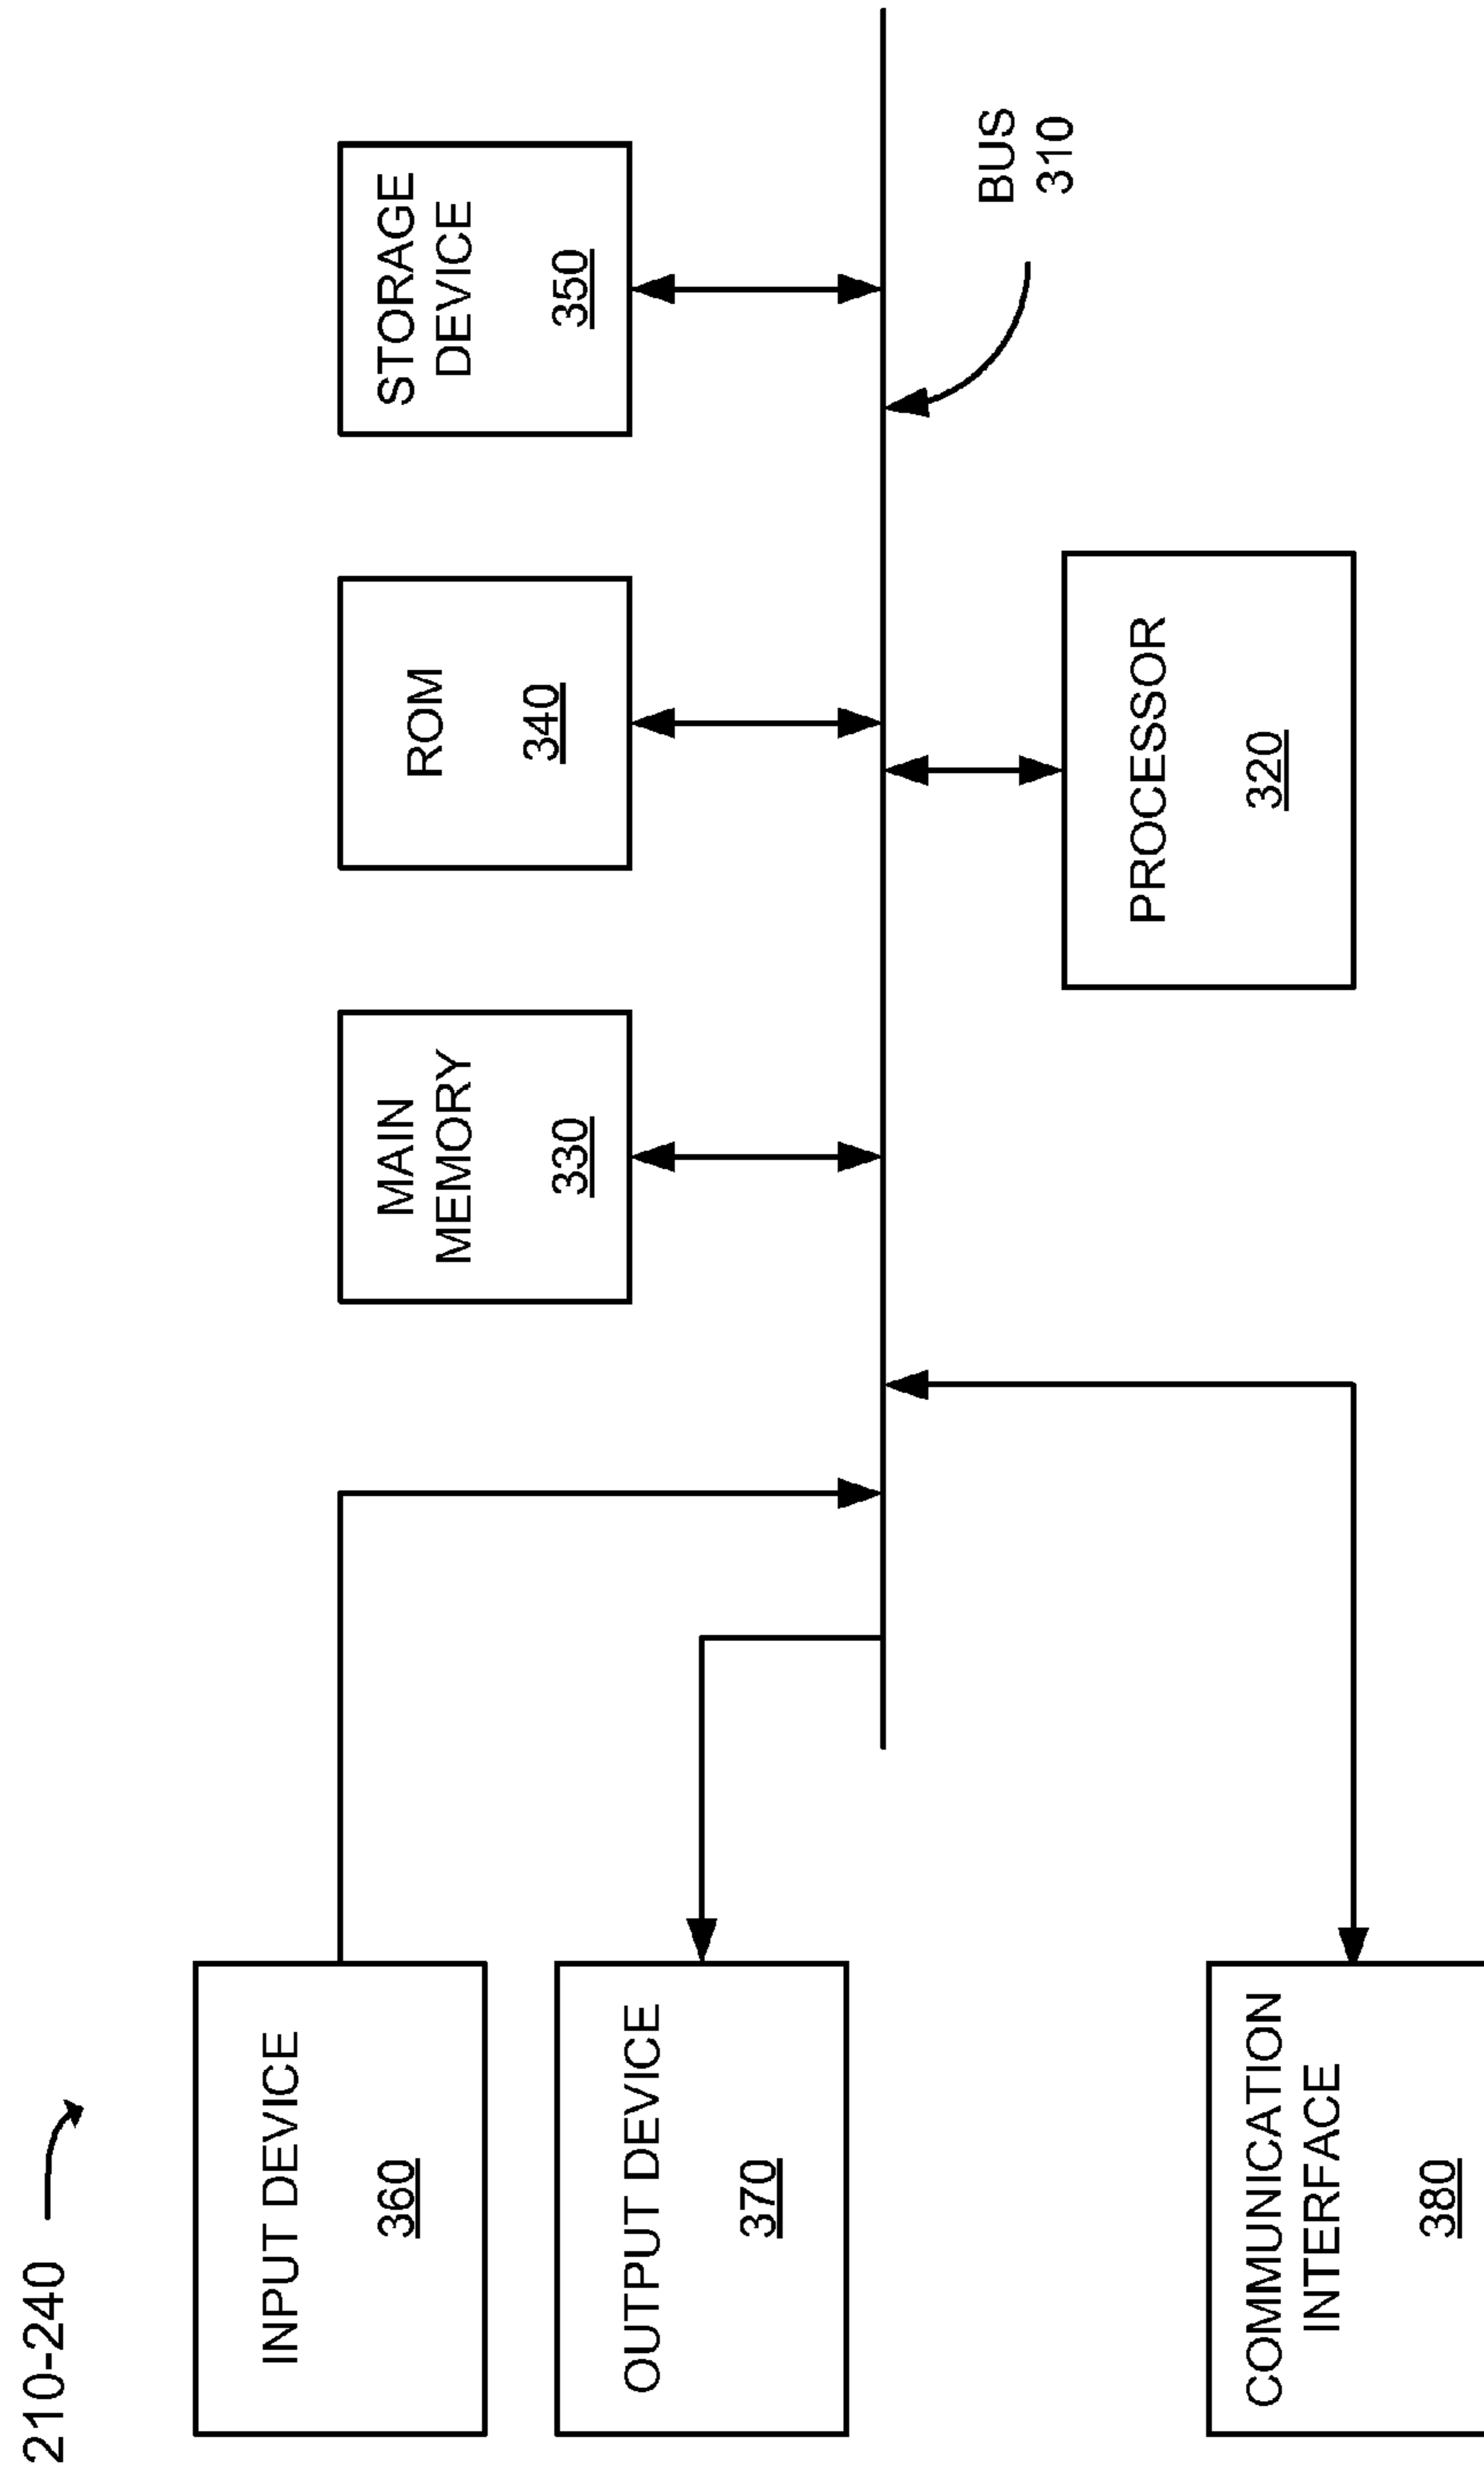 210-240
INPUT DEVICE
360
OUTPUT DEVICE
370
COMMUNICATION
INTERFACE
380
MAIN
MEMORY
330
ROM
340
STORAGE
DEVICE
350
BUS
310
PROCESSOR
320